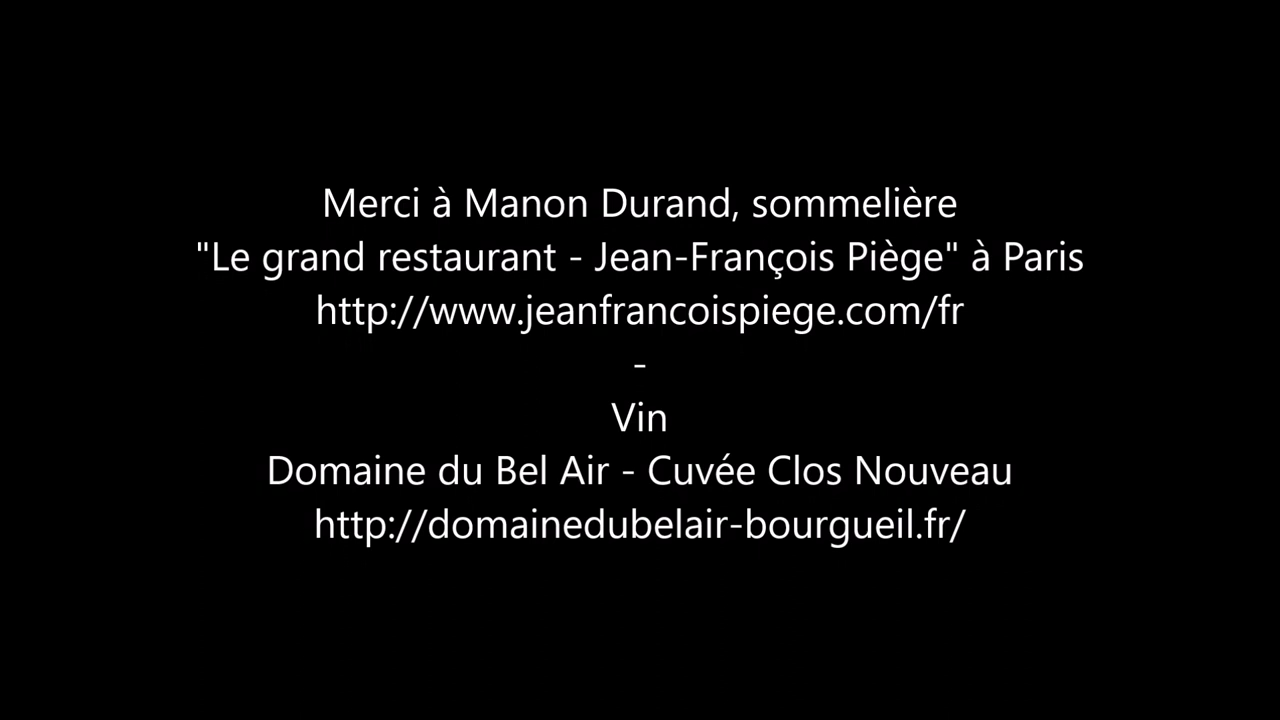 Merci à Manon Durand, sommelière
"Le grand restaurant - Jean-François Piège" à Paris
http://www.jeanfrancoispiege.com/fr
-
Vin
Domaine du Bel Air - Cuvée Clos Nouveau
http://domainedubelair-bourgueil.fr/